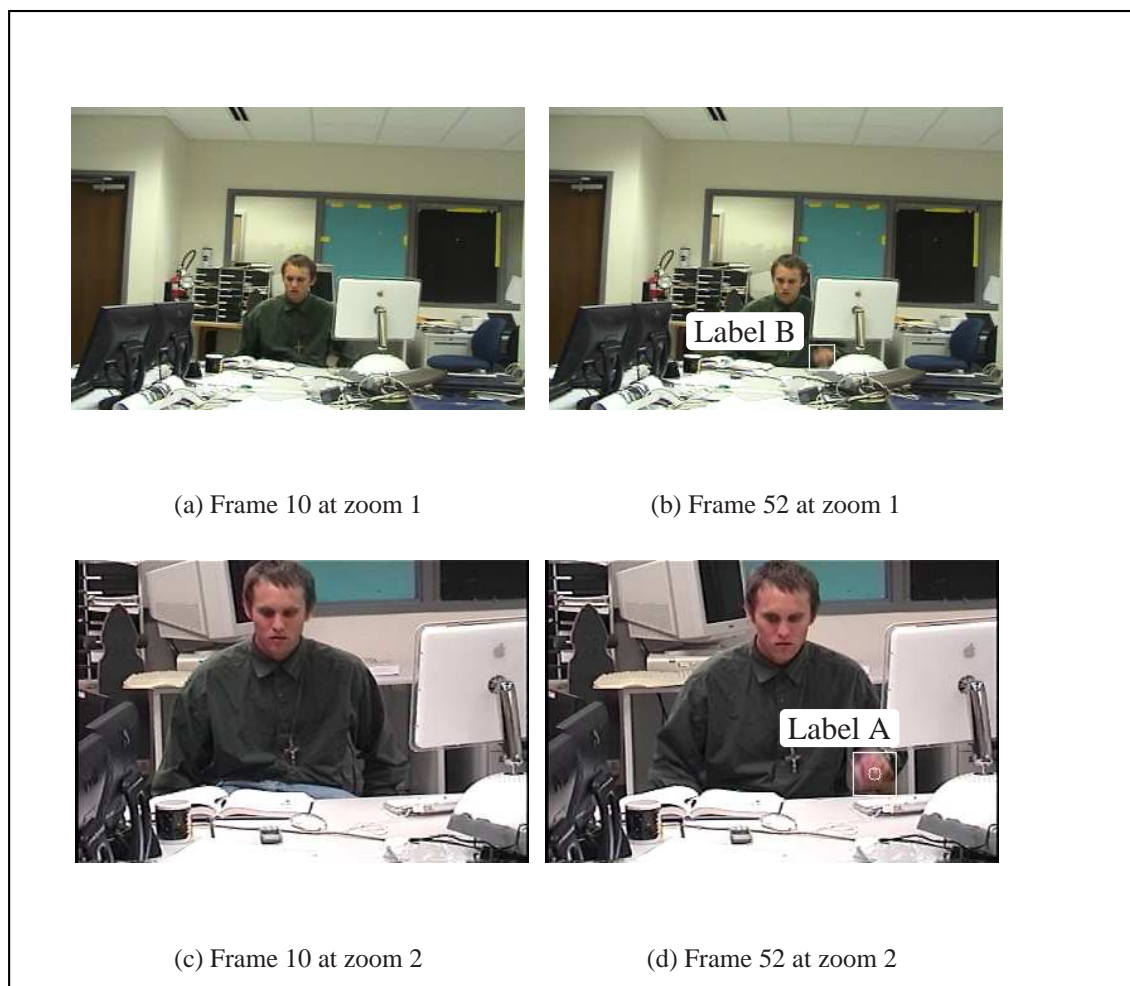 Label B
(a) Frame 10 at zoom 1
(b) Frame 52 at zoom 1
Label A
(c) Frame 10 at zoom 2
(d) Frame 52 at zoom 2